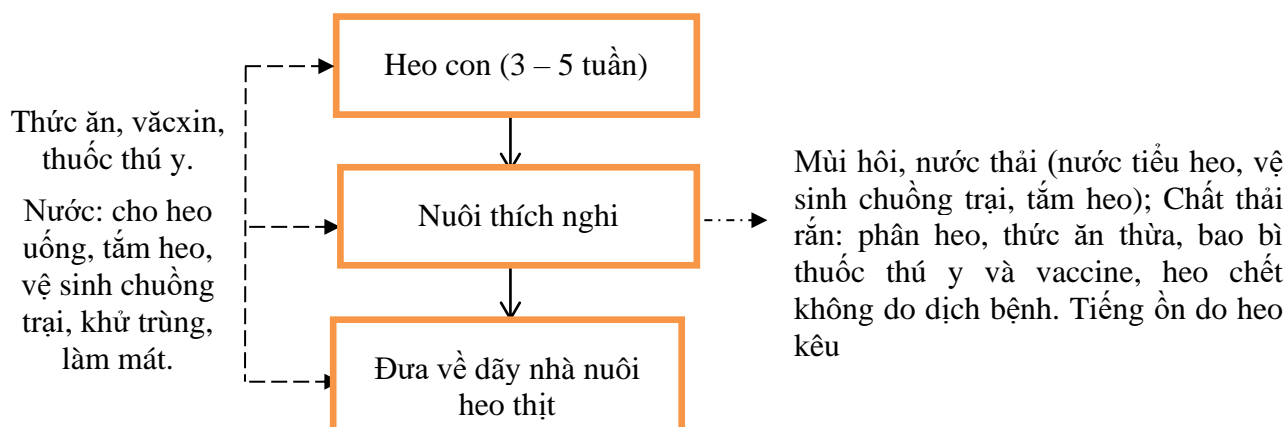 Heo con (3 – 5 tuần)
Thức ăn, văcxin,
thuốc thú y.
Nước: cho heo
uống, tắm heo,
vệ sinh chuồng
trại, khử trùng,
làm mát.
Nuôi thích nghi
Mùi hôi, nước thải (nước tiểu heo, vệ
sinh chuồng trại, tắm heo); Chất thải
rắn: phân heo, thức ăn thừa, bao bì
thuốc thú y và vaccine, heo chết
không do dịch bệnh. Tiếng ồn do heo
kêu
Đưa về dãy nhà nuôi
heo thịt